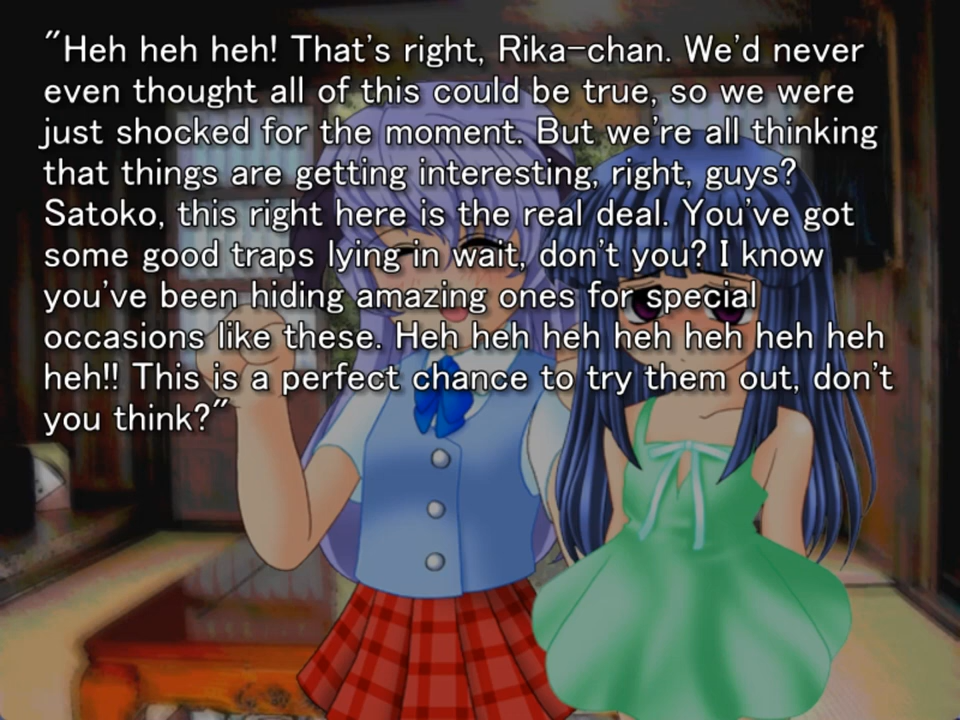 "Heh heh heh! That's right, Rika-chan. We'd never
even thought all of this could be true, so we were
just shocked for the moment. But we're all thinking
that things are getting interesting, right, guys?
Satoko, this right here is the real deal. You've got
some good traps lying in wait, don't you? I know
you've been hiding amazing ones for special
occasions like these. Heh heh heh heh heh heh heh
heh!! This is a perfect chance to try them out, don't
you think?"